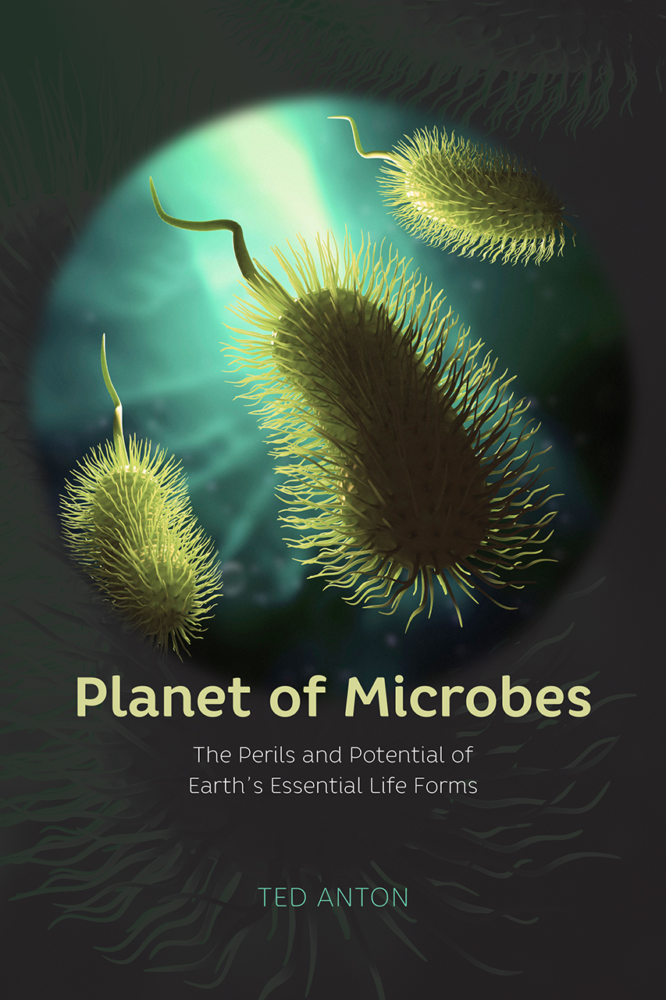 Planet of Microbes
The Perils and Potential of
Earth’s Essential Life Forms
TED ANTON